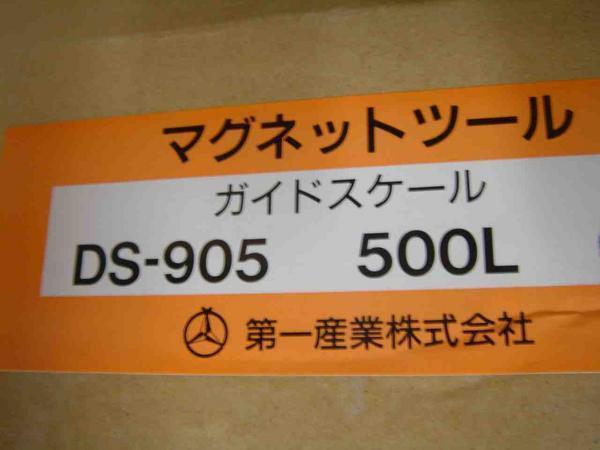 マグネットツール
ガイドスケール
DS-905 500L
第一産業株式会社